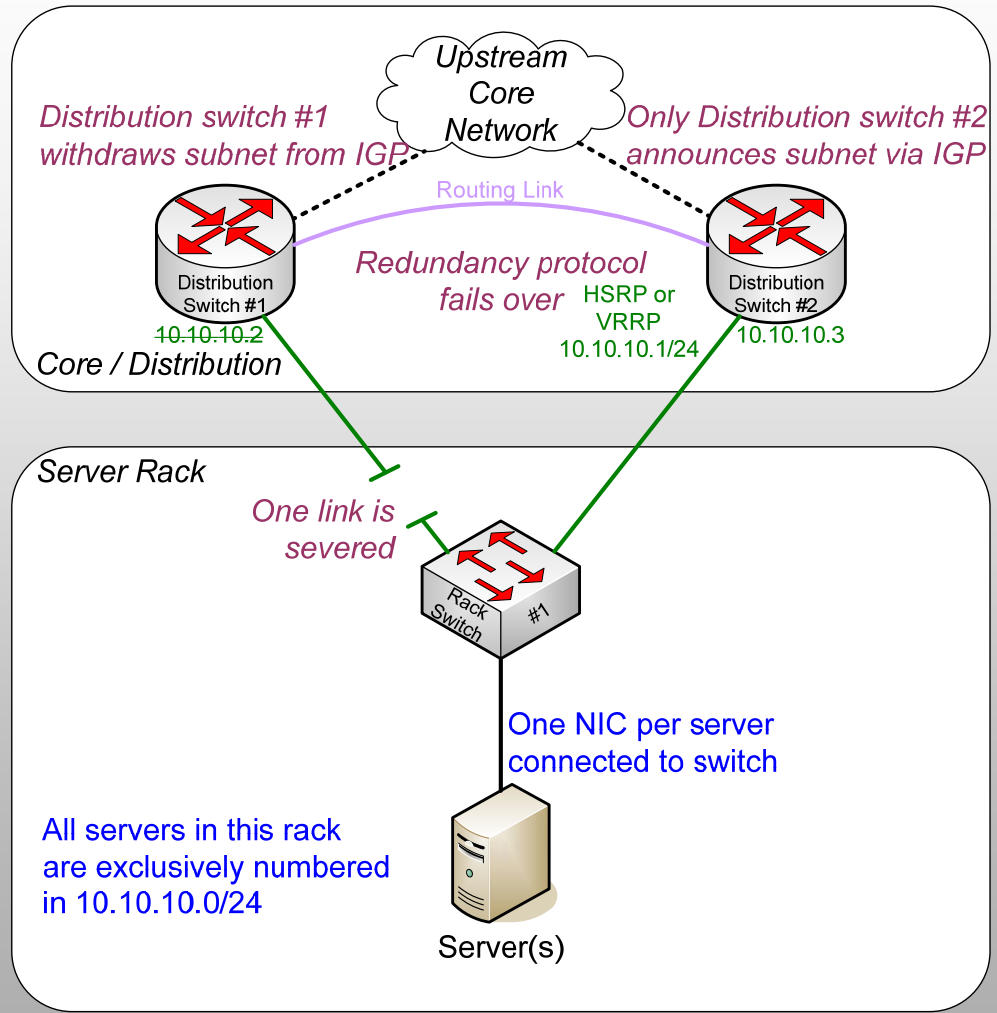 Upstream
Core
Network
Distribution switch #1
withdraws subnet from IGP
Only Distribution switch #2
announces subnet via IGP
Routing Link
Redundancy protocol
fails over
HSRP or
VRRP
10.10.10.1/24
Distribution
Switch #1
10.10.10.2
Distribution
Switch #2
10.10.10.3
Core / Distribution
Server Rack
One link is
severed
Rack
Switch
#1
One NIC per server
connected to switch
All servers in this rack
are exclusively numbered
in 10.10.10.0/24
Server(s)